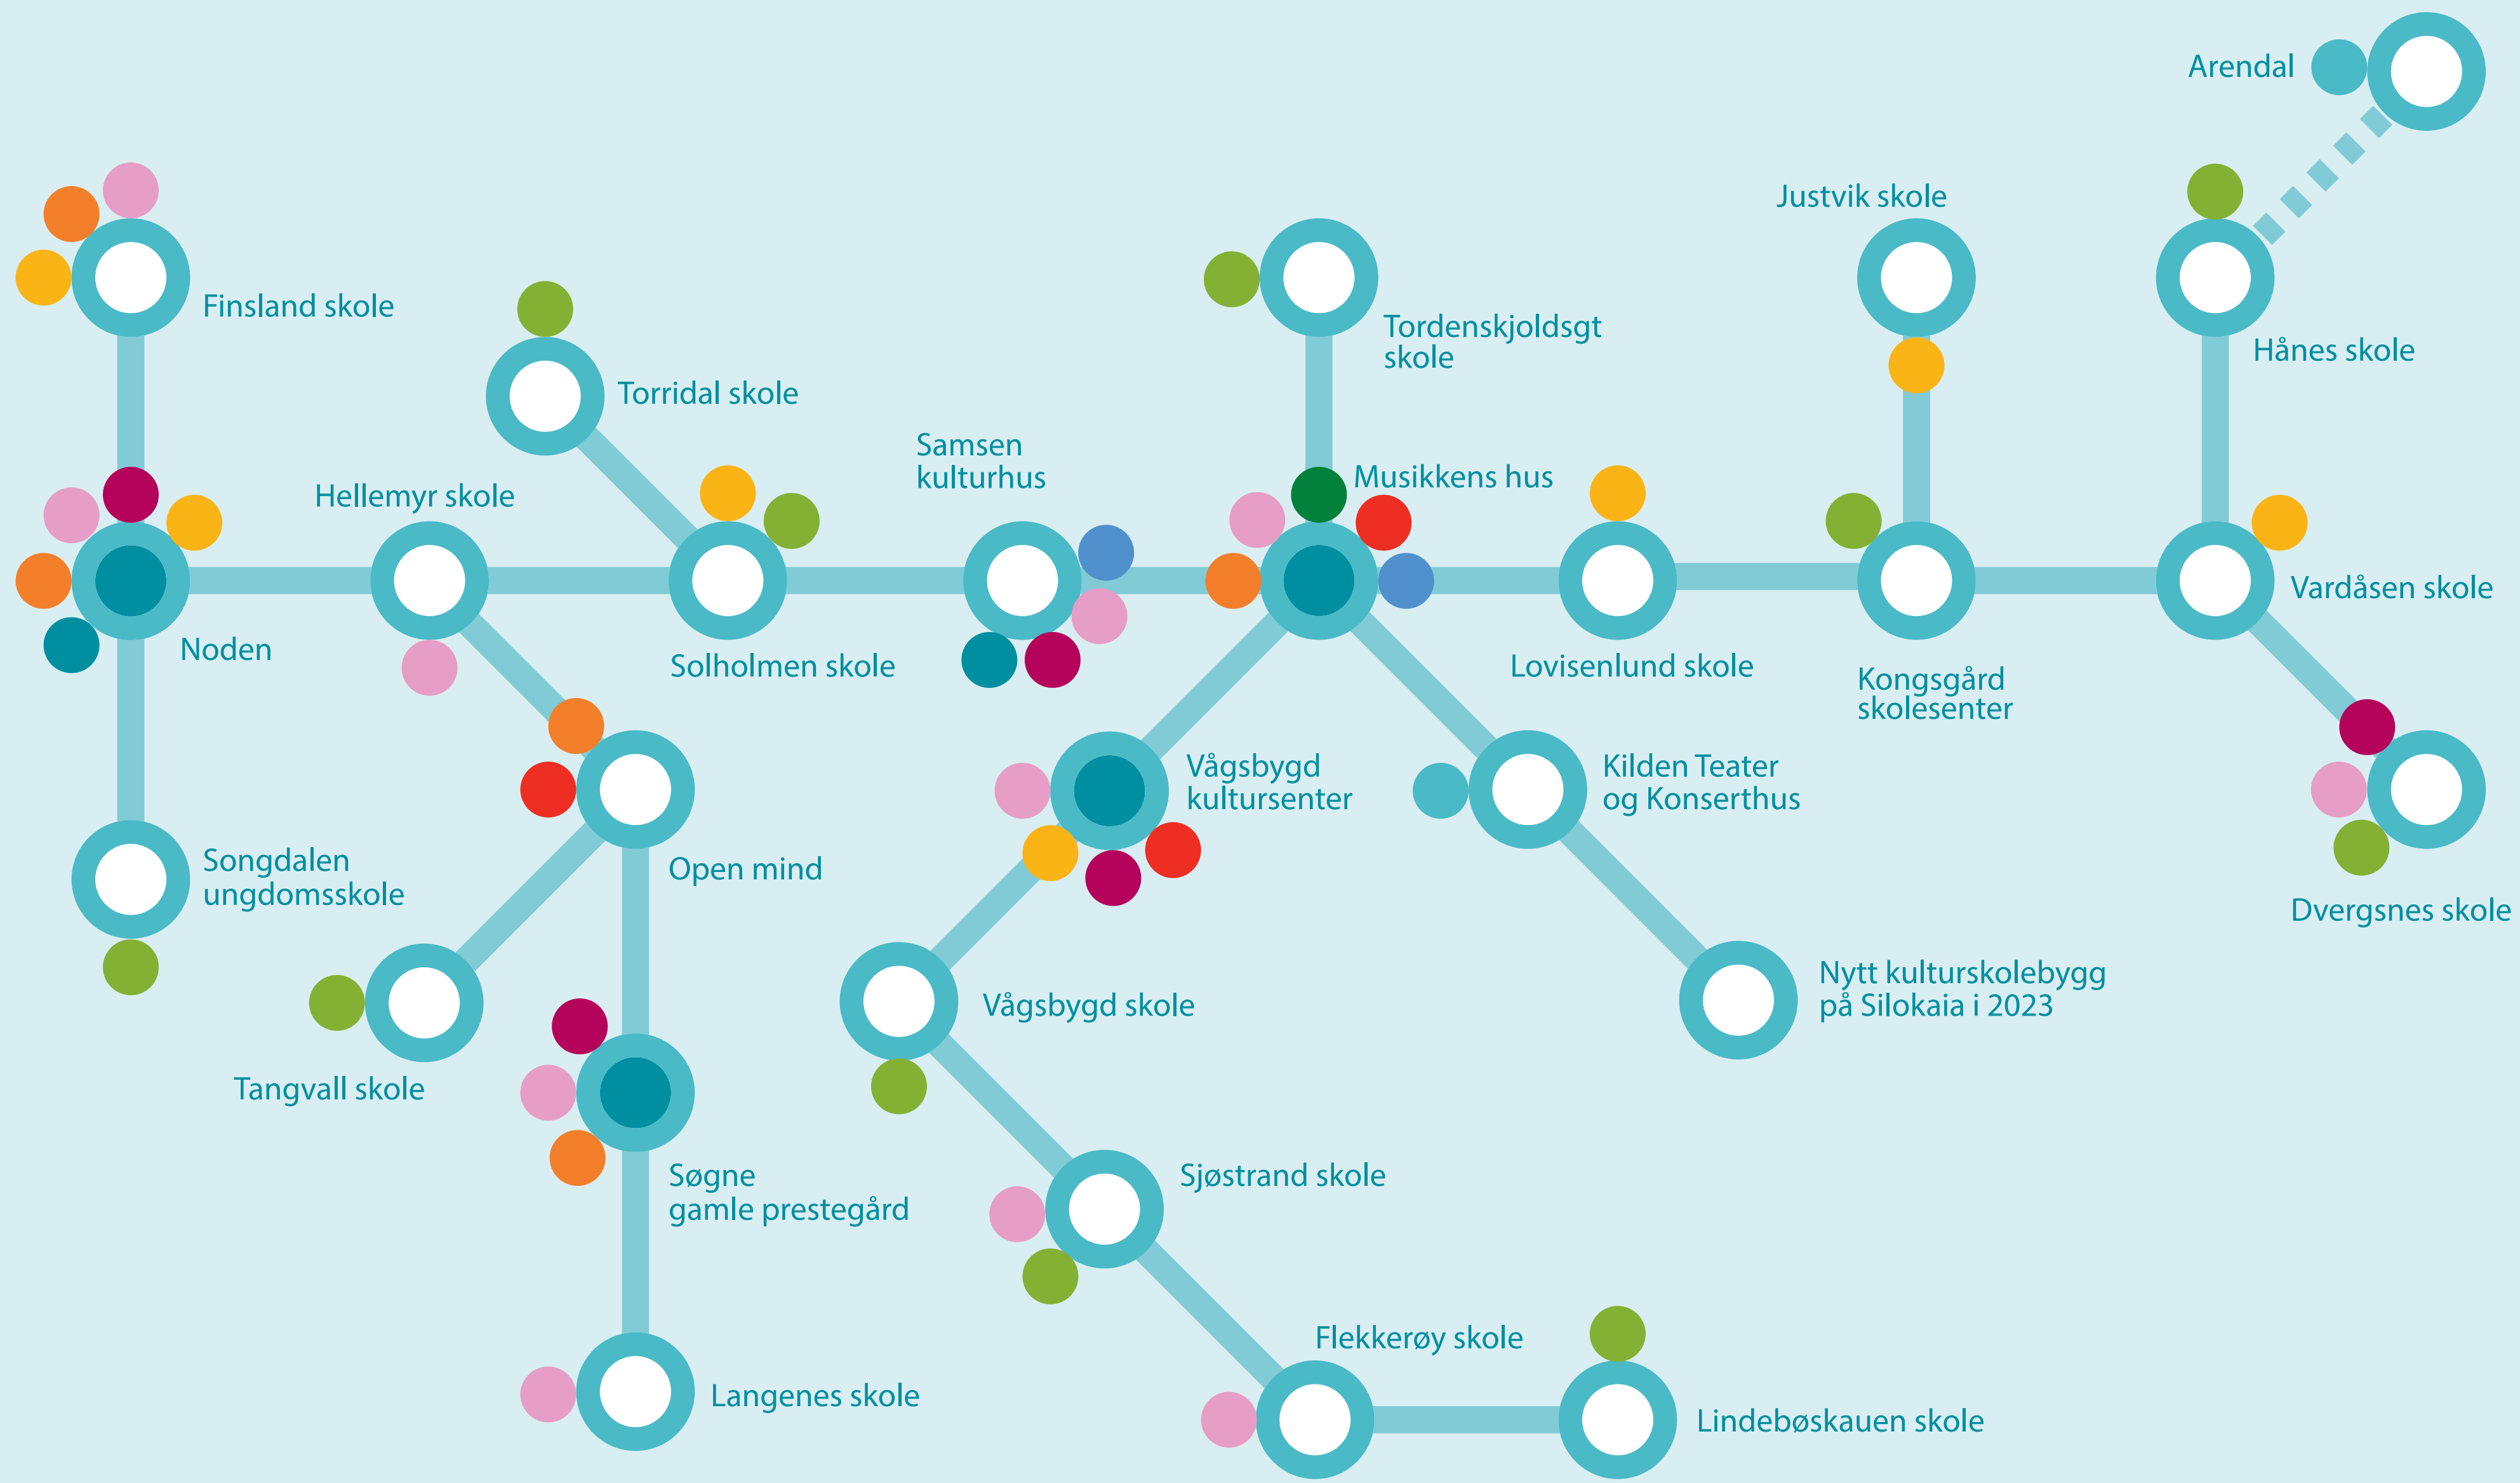 Arendal
Justvik skole
Finsland skole
Tordenskjoldsgt
skole
Hånes skole
Torridal skole
Samsen
kulturhus
Musikkens hus
Hellemyr skole
Noden
Solholmen skole
Lovisenlund skole
Kongsgård
skolesenter
Vardåsen skole
Vågsbygd
kultursenter
Kilden Teater
og Konserthus
Songdalen
ungdomsskole
Open mind
Dvergsnes skole
Vågsbygd skole
Nytt kulturskolebygg
på Silokaia i 2023
Tangvall skole
Søgne
gamle prestegård
Sjøstrand skole
Flekkerøy skole
Langenes skole
Lindebøskauen skole